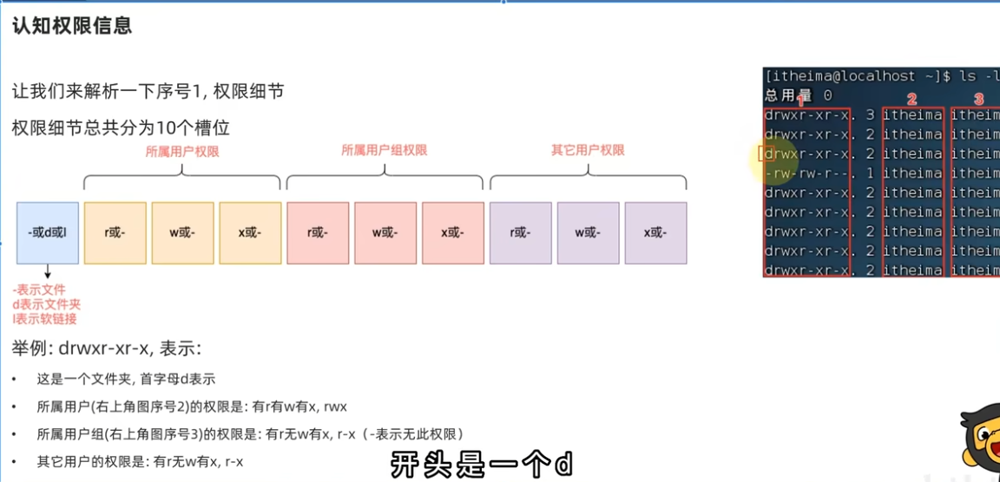 认知权限信息
让我们来解析一下序号1, 权限细节
权限细节总共分为10个槽位
所属用户权限 所属用户组权限 其它用户权限
-或d或l r或- w或- x或- r或- w或- x或- r或- w或- x或-
-表示文件
d表示文件夹
l表示软链接
举例: drwxr-xr-x, 表示:
• 这是一个文件夹, 首字母d表示
• 所属用户(右上角图序号2)的权限是: 有r有w有x, rwx
• 所属用户组(右上角图序号3)的权限是: 有r无w有x, r-x（-表示无此权限）
• 其它用户的权限是: 有r无w有x, r-x
[itheima@localhost ~]$ ls -l
总用量 0
1 2 3
drwxr-xr-x. 3 itheima itheim
drwxr-xr-x. 2 itheima itheim
drwxr-xr-x. 2 itheima itheim
-rw-rw-r--. 1 itheima itheim
drwxr-xr-x. 2 itheima itheim
drwxr-xr-x. 2 itheima itheim
drwxr-xr-x. 2 itheima itheim
drwxr-xr-x. 2 itheima itheim
drwxr-xr-x. 2 itheima itheim
开头是一个d